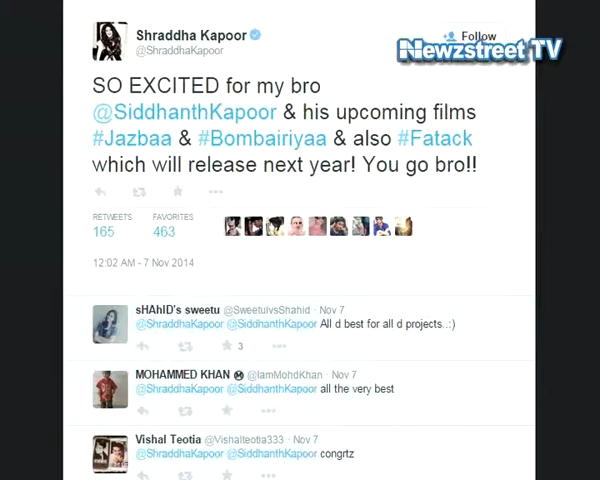 Shraddha Kapoor
@ShraddhaKapoor
Follow
Newzstreet TV
SO EXCITED for my bro
@SiddhanthKapoor & his upcoming films
#Jazbaa & #Bombairiyaa & also #Fatack
which will release next year! You go bro!!
RETWEETS FAVORITES
165 463
12:02 AM - 7 Nov 2014
sHAhID's sweetu @SweetuIvsShahid · Nov 7
@ShraddhaKapoor @SiddhanthKapoor All d best for all d projects..:)
3
MOHAMMED KHAN @IamMohdKhan · Nov 7
@ShraddhaKapoor @SiddhanthKapoor all the very best
Vishal Teotia @Vishalteotia333 · Nov 7
@ShraddhaKapoor @SiddhanthKapoor congrtz